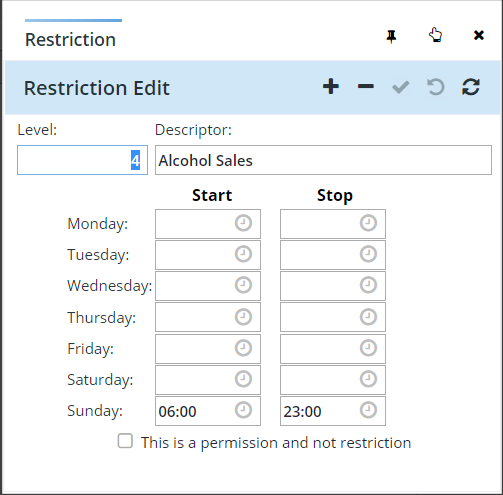 Restriction
Restriction Edit
Level: Descriptor:
4 Alcohol Sales
Start Stop
Monday:
Tuesday:
Wednesday:
Thursday:
Friday:
Saturday:
Sunday: 06:00 23:00
This is a permission and not restriction